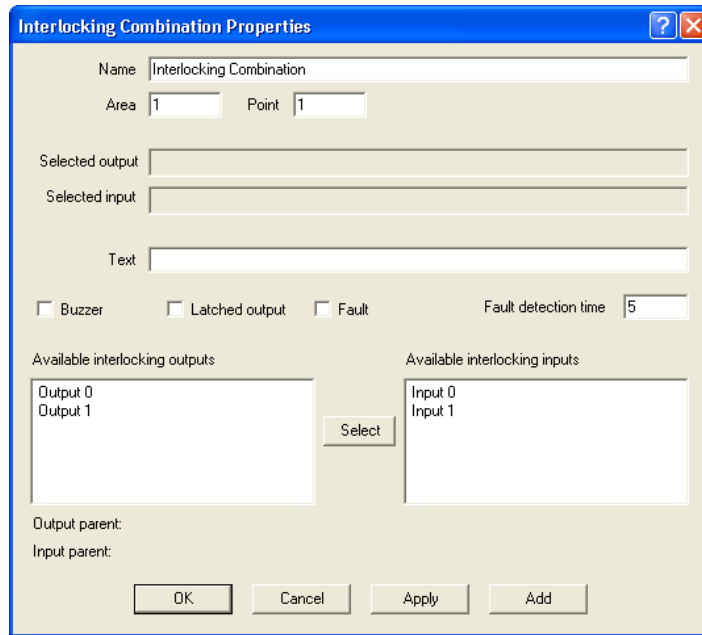 Interlocking Combination Properties
Name Interlocking Combination
Area 1 Point 1
Selected output
Selected input
Text
Buzzer Latched output Fault Fault detection time 5
Available interlocking outputs Available interlocking inputs
Output 0 Input 0
Output 1 Input 1
Select
Output parent:
Input parent:
OK Cancel Apply Add